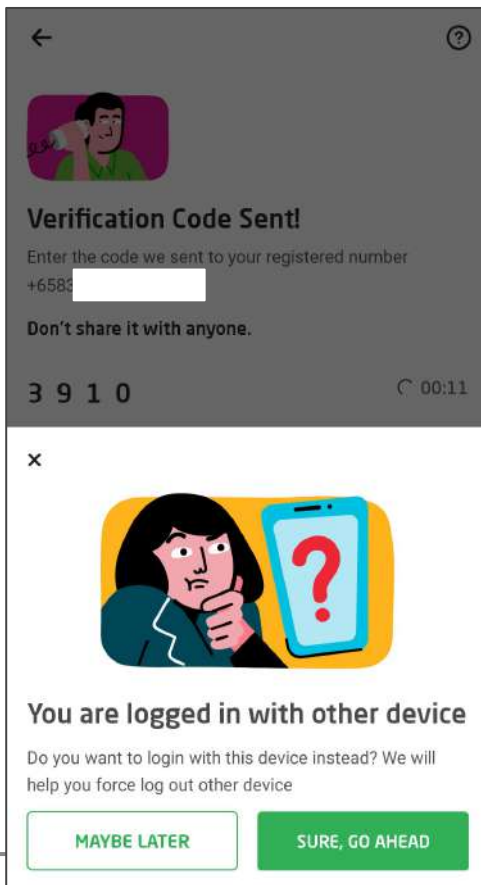 Verification Code Sent!
Enter the code we sent to your registered number
+6583
Don't share it with anyone.
3 9 1 0 00:11
You are logged in with other device
Do you want to login with this device instead? We will
help you force log out other device
MAYBE LATER SURE, GO AHEAD